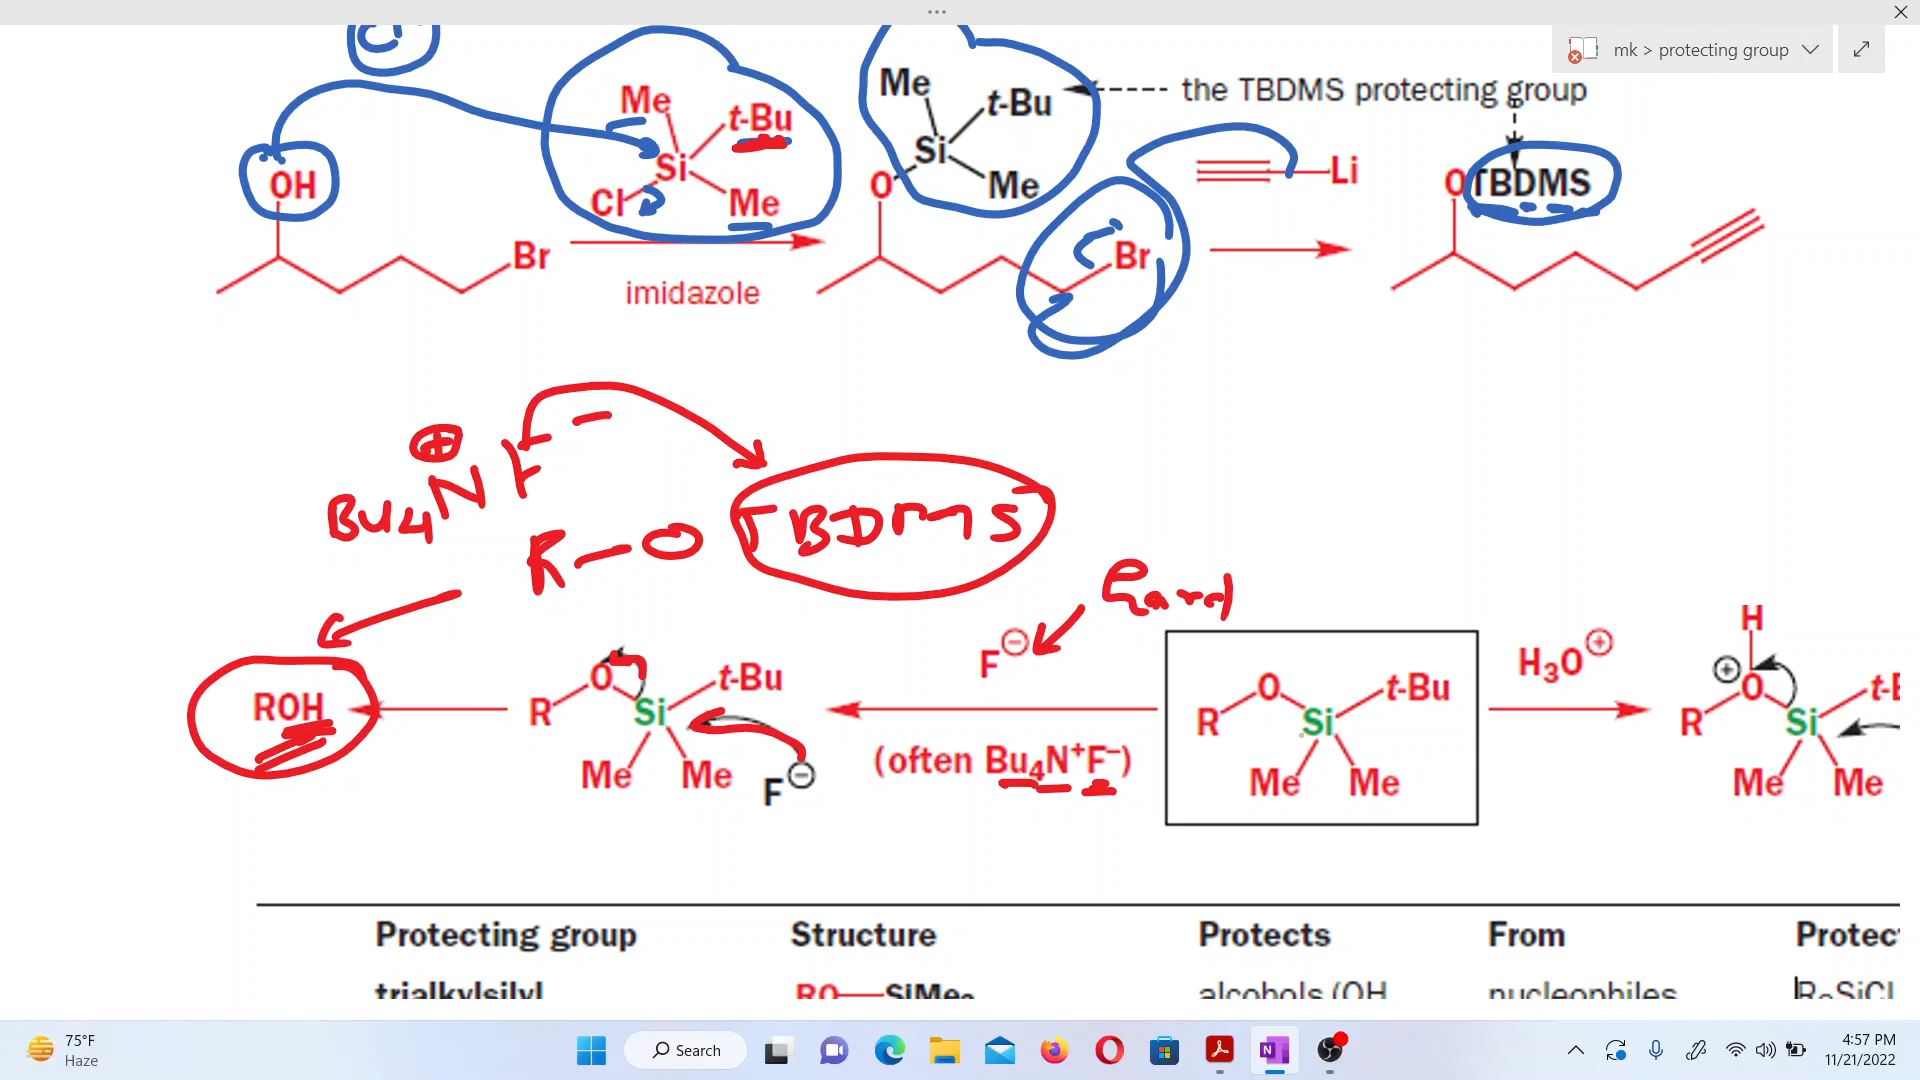 mk > protecting group
Me
t-Bu
Si
Cl
Me
OH
Br
imidazole
Me
t-Bu
Si
Me
O
Br
the TBDMS protecting group
Li
OTBDMS
⊕ −
Bu4N F
R—O TBDMS
ROH
O
R
Si
t-Bu
Me Me
F⊖
F⊖
(often Bu4N+F−)
R
O
Si
t-Bu
Me Me
H3O⊕
H
⊕
O
R
Si
Me Me
Protecting group Structure Protects From
trialkylsilyl RO—SiMe3 alcohols (OH nucleophiles R3SiCl
75°F
Haze
Search
4:57 PM
11/21/2022